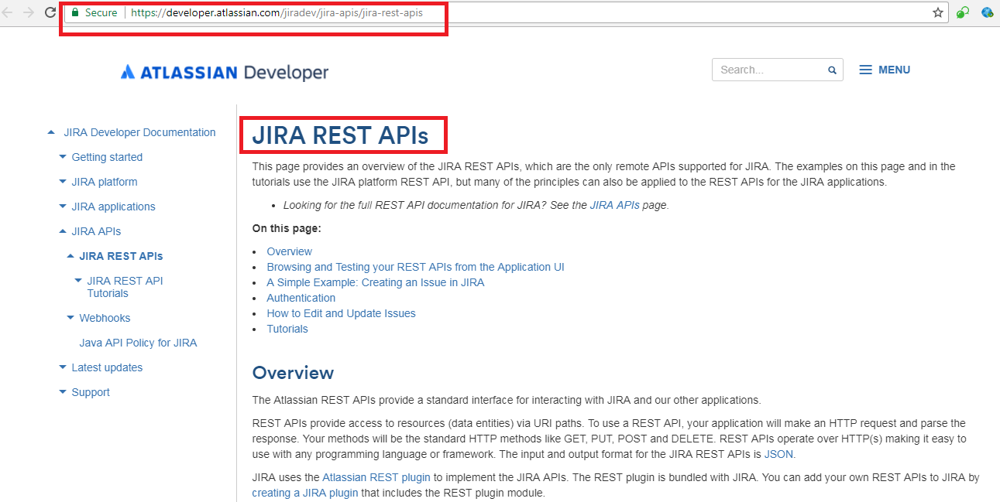 Secure https://developer.atlassian.com/jiradev/jira-apis/jira-rest-apis
ATLASSIAN Developer
Search...
MENU
JIRA Developer Documentation
Getting started
JIRA platform
JIRA applications
JIRA APIs
JIRA REST APIs
JIRA REST API
Tutorials
Webhooks
Java API Policy for JIRA
Latest updates
Support
JIRA REST APIs
This page provides an overview of the JIRA REST APIs, which are the only remote APIs supported for JIRA. The examples on this page and in the
tutorials use the JIRA platform REST API, but many of the principles can also be applied to the REST APIs for the JIRA applications.
• Looking for the full REST API documentation for JIRA? See the JIRA APIs page.
On this page:
• Overview
• Browsing and Testing your REST APIs from the Application UI
• A Simple Example: Creating an Issue in JIRA
• Authentication
• How to Edit and Update Issues
• Tutorials
Overview
The Atlassian REST APIs provide a standard interface for interacting with JIRA and our other applications.
REST APIs provide access to resources (data entities) via URI paths. To use a REST API, your application will make an HTTP request and parse the
response. Your methods will be the standard HTTP methods like GET, PUT, POST and DELETE. REST APIs operate over HTTP(s) making it easy to
use with any programming language or framework. The input and output format for the JIRA REST APIs is JSON.
JIRA uses the Atlassian REST plugin to implement the JIRA APIs. The REST plugin is bundled with JIRA. You can add your own REST APIs to JIRA by
creating a JIRA plugin that includes the REST plugin module.